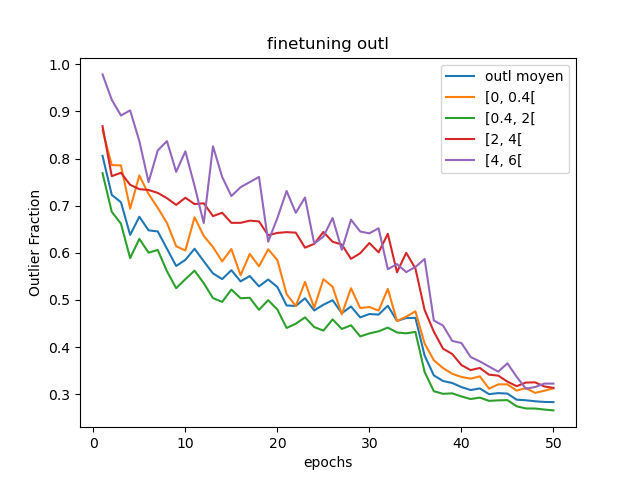 finetuning outl
outl moyen
[0, 0.4[
[0.4, 2[
[2, 4[
[4, 6[
Outlier Fraction
1.0
0.9
0.8
0.7
0.6
0.5
0.4
0.3
0 10 20 30 40 50
epochs